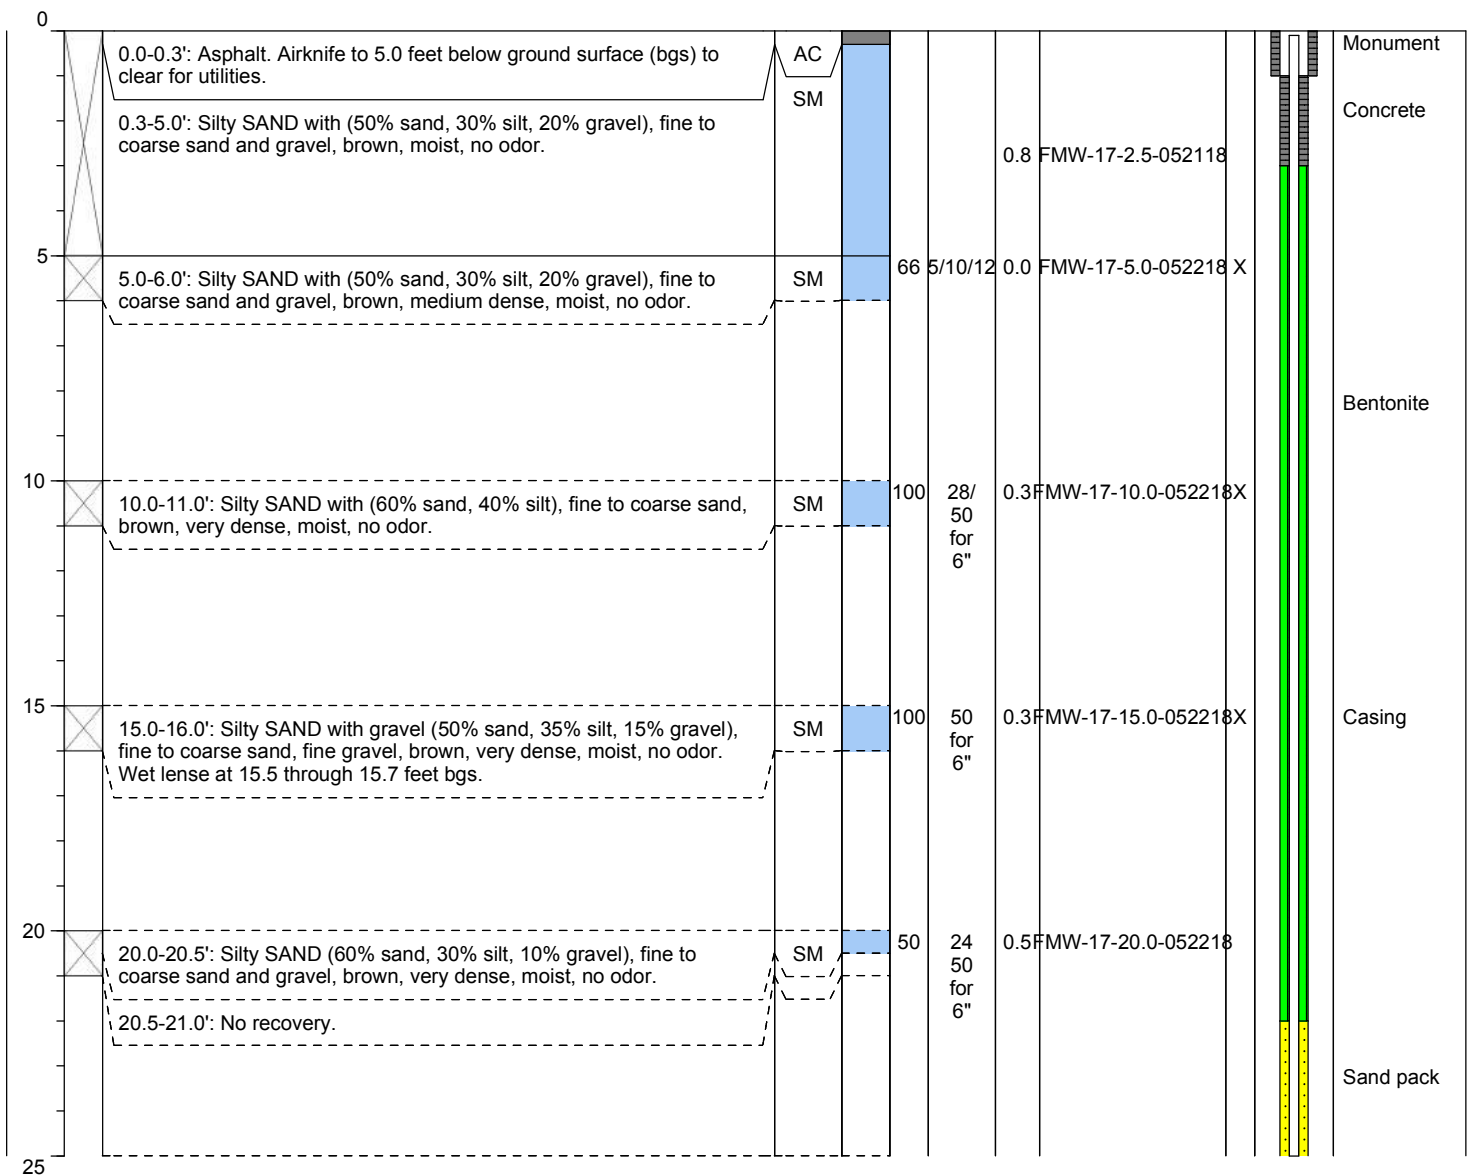 0
0.0-0.3': Asphalt. Airknife to 5.0 feet below ground surface (bgs) to
clear for utilities.
AC
Monument
SM
Concrete
0.3-5.0': Silty SAND with (50% sand, 30% silt, 20% gravel), fine to
coarse sand and gravel, brown, moist, no odor.
0.8 FMW-17-2.5-052118
5
5.0-6.0': Silty SAND with (50% sand, 30% silt, 20% gravel), fine to
coarse sand and gravel, brown, medium dense, moist, no odor.
SM
66 5/10/12 0.0 FMW-17-5.0-052218 X
Bentonite
10
10.0-11.0': Silty SAND with (60% sand, 40% silt), fine to coarse sand,
brown, very dense, moist, no odor.
SM
100 28/ 0.3 FMW-17-10.0-052218 X
50
for
6"
15
15.0-16.0': Silty SAND with gravel (50% sand, 35% silt, 15% gravel),
fine to coarse sand, fine gravel, brown, very dense, moist, no odor.
Wet lense at 15.5 through 15.7 feet bgs.
SM
100 50 0.3 FMW-17-15.0-052218 X
for
6"
Casing
20
20.0-20.5': Silty SAND (60% sand, 30% silt, 10% gravel), fine to
coarse sand and gravel, brown, very dense, moist, no odor.
SM
50 24 0.5 FMW-17-20.0-052218
50
for
6"
20.5-21.0': No recovery.
Sand pack
25